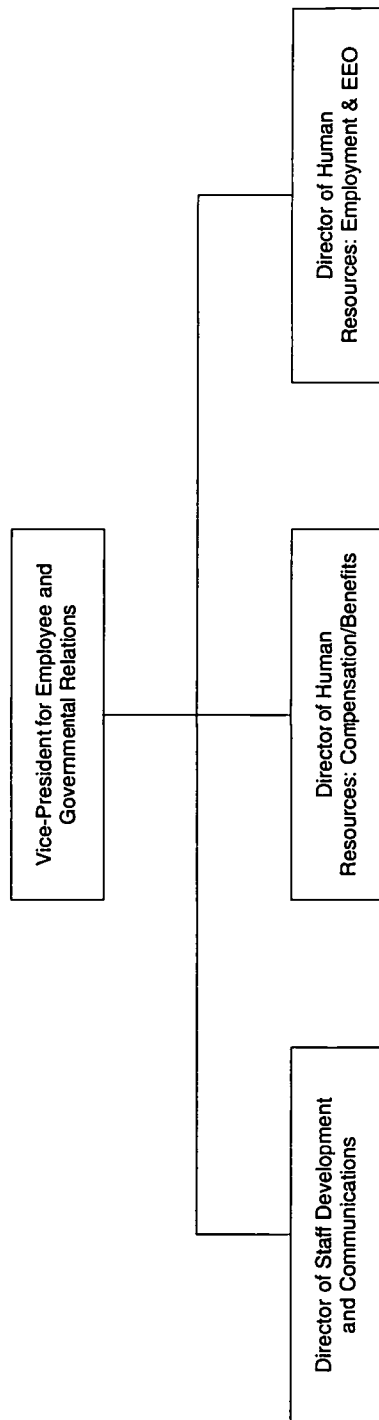 Vice-President for Employee and
Governmental Relations
Director of Staff Development
and Communications
Director of Human
Resources: Compensation/Benefits
Director of Human
Resources: Employment & EEO